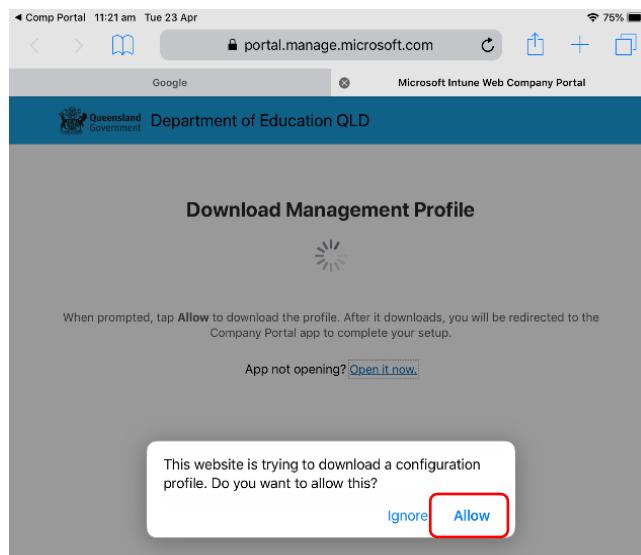 Comp Portal 11:21 am Tue 23 Apr 75%
portal.manage.microsoft.com
Google Microsoft Intune Web Company Portal
Queensland
Government
Department of Education QLD
Download Management Profile
When prompted, tap Allow to download the profile. After it downloads, you will be redirected to the
Company Portal app to complete your setup.
App not opening? Open it now.
This website is trying to download a configuration
profile. Do you want to allow this?
Ignore Allow